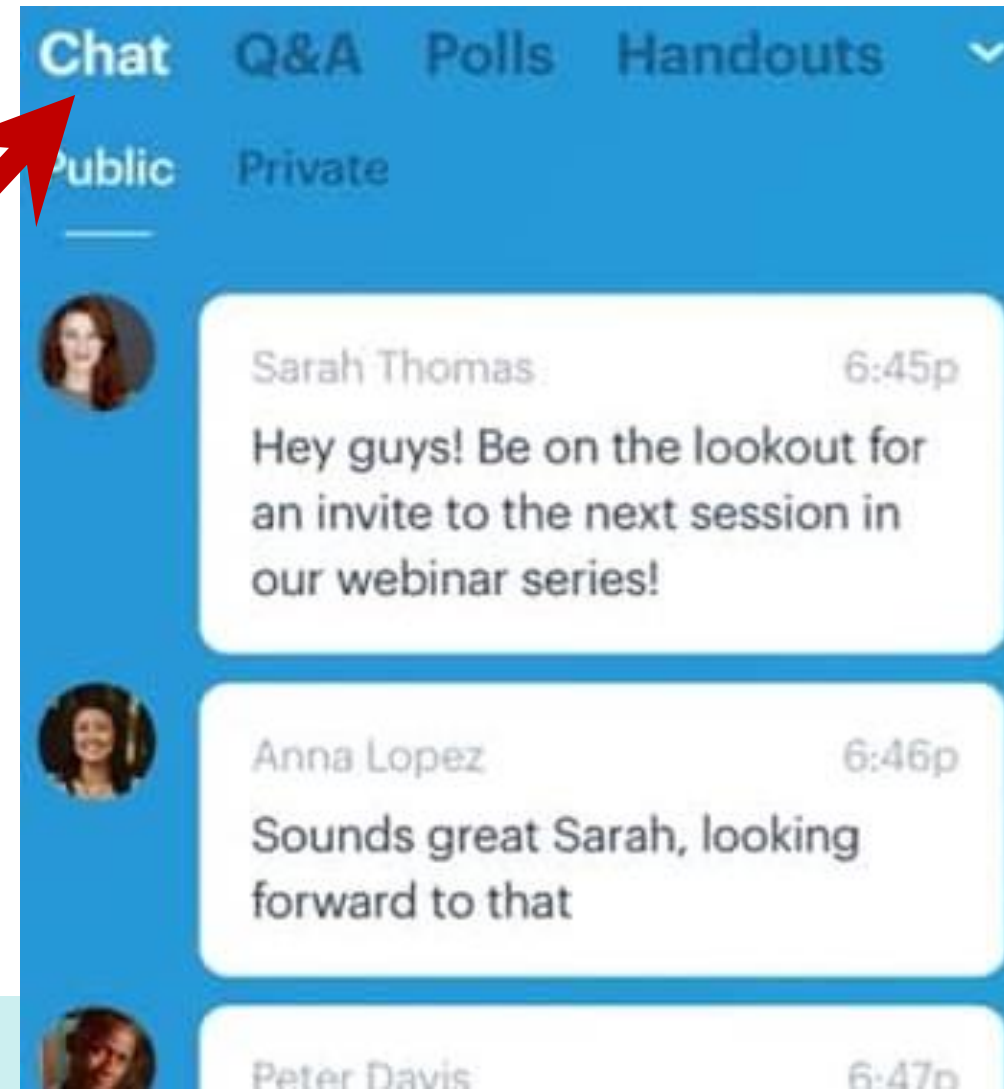 Chat Q&A Polls Handouts
Public Private
Sarah Thomas 6:45p
Hey guys! Be on the lookout for
an invite to the next session in
our webinar series!
Anna Lopez 6:46p
Sounds great Sarah, looking
forward to that
Peter Davis 6:47p